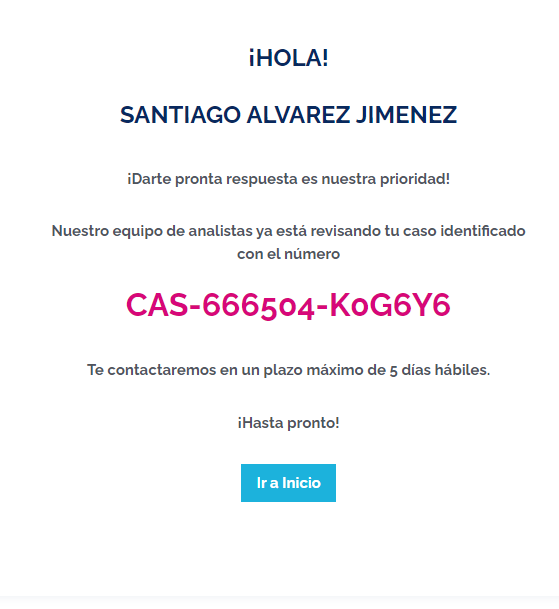 ¡HOLA!
SANTIAGO ALVAREZ JIMENEZ
¡Darte pronta respuesta es nuestra prioridad!
Nuestro equipo de analistas ya está revisando tu caso identificado
con el número
CAS-666504-K0G6Y6
Te contactaremos en un plazo máximo de 5 días hábiles.
¡Hasta pronto!
Ir a Inicio